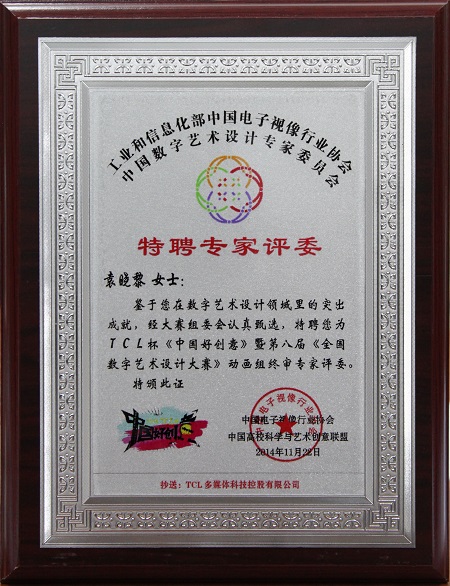 工业和信息化部中国电子视像行业协会
中国数字艺术设计专家委员会
特聘专家评委
袁晓黎 女士：
鉴于您在数字艺术设计领域里的突出
成就，经大赛组委会认真甄选，特聘您为
TCL杯《中国好创意》暨第八届《全国
数字艺术设计大赛》动画组终审专家评委。
特颁此证
中国电子视像行业协会
中国高校科学与艺术创意联盟
2014年11月22日
抄送：TCL多媒体科技控股有限公司